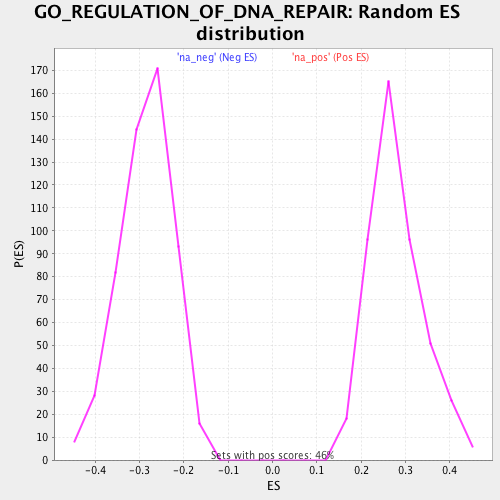 GO_REGULATION_OF_DNA_REPAIR: Random ES
distribution
'na_neg' (Neg ES) 'na_pos' (Pos ES)
170
160
150
140
130
120
110
100
90
80
70
60
50
40
30
20
10
0
P(ES)
Sets with pos scores: 46%
-0.4 -0.3 -0.2 -0.1 0.0 0.1 0.2 0.3 0.4
ES